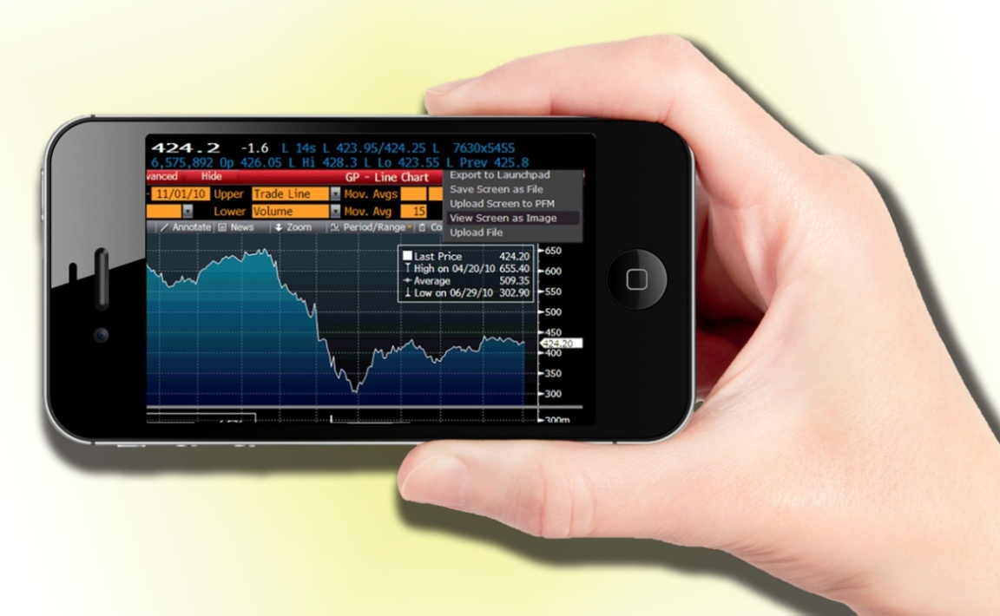 424.2 -1.6 L 14s L 423.95/424.25 L 7630x5455
6,575,892 Op 426.05 L Hi 428.3 L Lo 423.55 L Prev 425.8
vanced Hide GP - Line Chart
Export to Launchpad
Save Screen as File
Upload Screen to PFM
View Screen as Image
Upload File
- 11/01/10 Upper Trade Line Mov. Avgs
Lower Volume Mov. Avg 15
Annotate News Zoom Period/Range Co
Last Price 424.20
High on 04/20/10 655.40
Average 509.35
Low on 06/29/10 302.90
650
600
550
500
450
424.20
400
350
300
300m